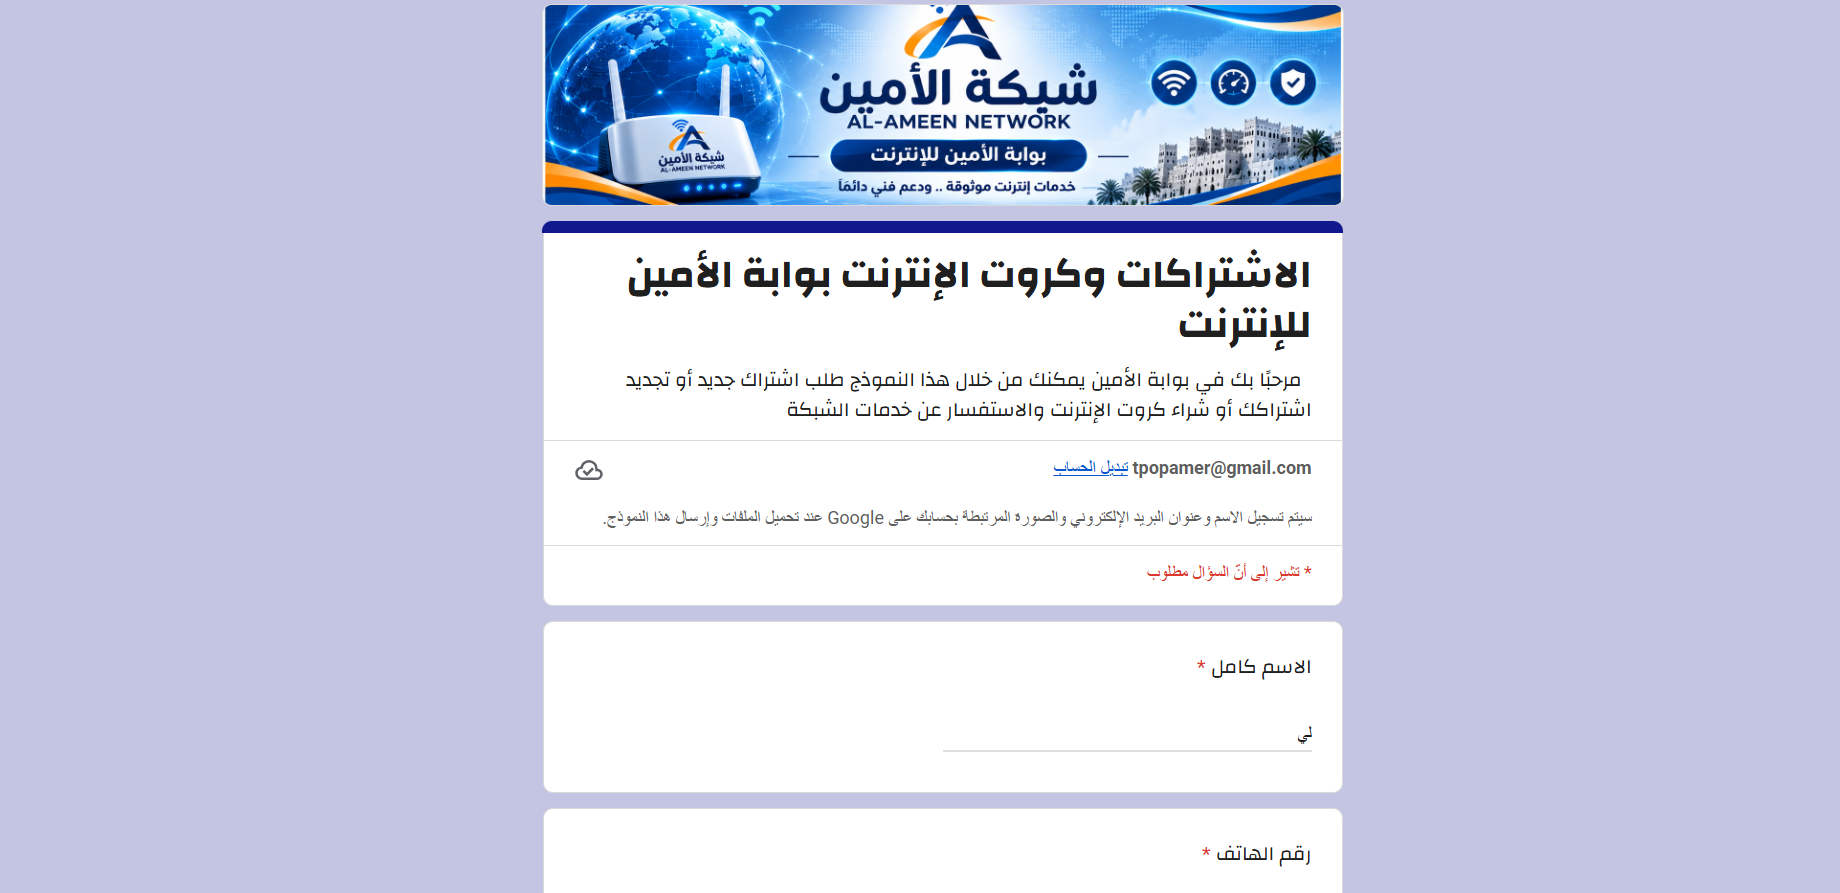 شبكة الأمين
AL-AMEEN NETWORK
بوابة الأمين للإنترنت
خدمات إنترنت موثوقة .. ودعم فني دائمًا
شبكة الأمين
AL-AMEEN NETWORK
الاشتراكات وكروت الإنترنت بوابة الأمين
للإنترنت
مرحبًا بك في بوابة الأمين يمكنك من خلال هذا النموذج طلب اشتراك جديد أو تجديد
اشتراكك أو شراء كروت الإنترنت والاستفسار عن خدمات الشبكة
tpopamer@gmail.com تبديل الحساب
سيتم تسجيل الاسم وعنوان البريد الإلكتروني والصورة المرتبطة بحسابك على Google عند تحميل الملفات وإرسال هذا النموذج.
* تشير إلى أنّ السؤال مطلوب
الاسم كامل *
لي
رقم الهاتف *